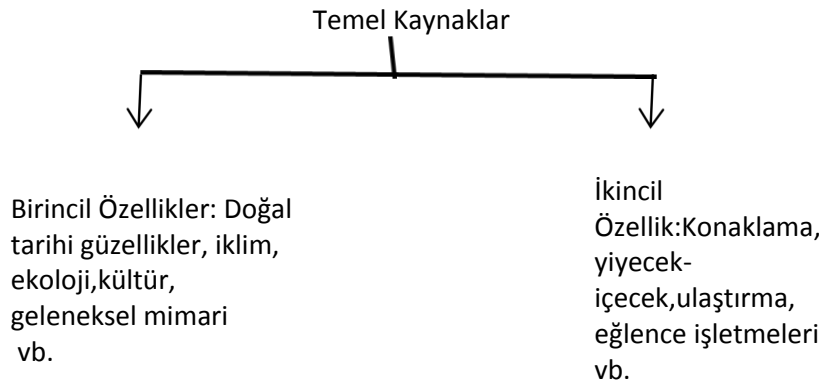 Temel Kaynaklar
Birincil Özellikler: Doğal
tarihi güzellikler, iklim,
ekoloji,kültür,
geleneksel mimari
vb.
İkincil
Özellik:Konaklama,
yiyecek-
içecek,ulaştırma,
eğlence işletmeleri
vb.